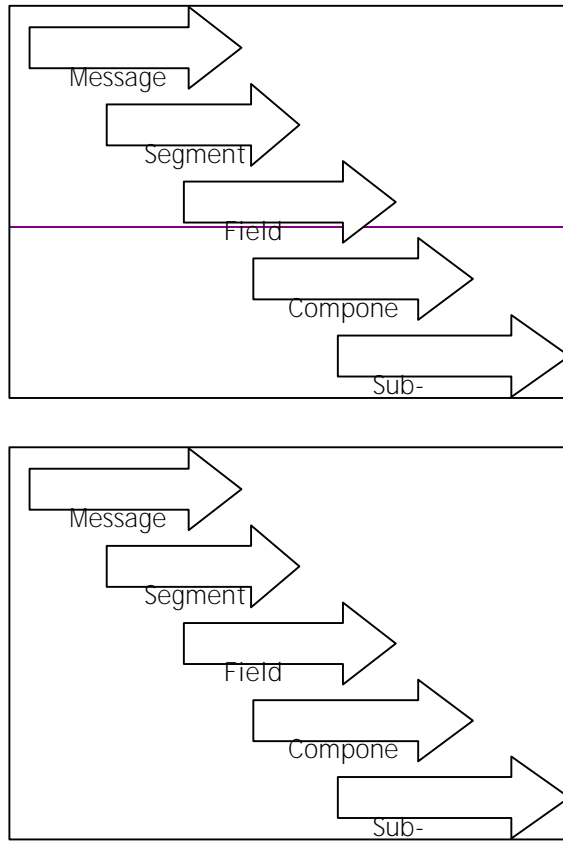 Message
Segment
Field
Compone
Sub-
Message
Segment
Field
Compone
Sub-